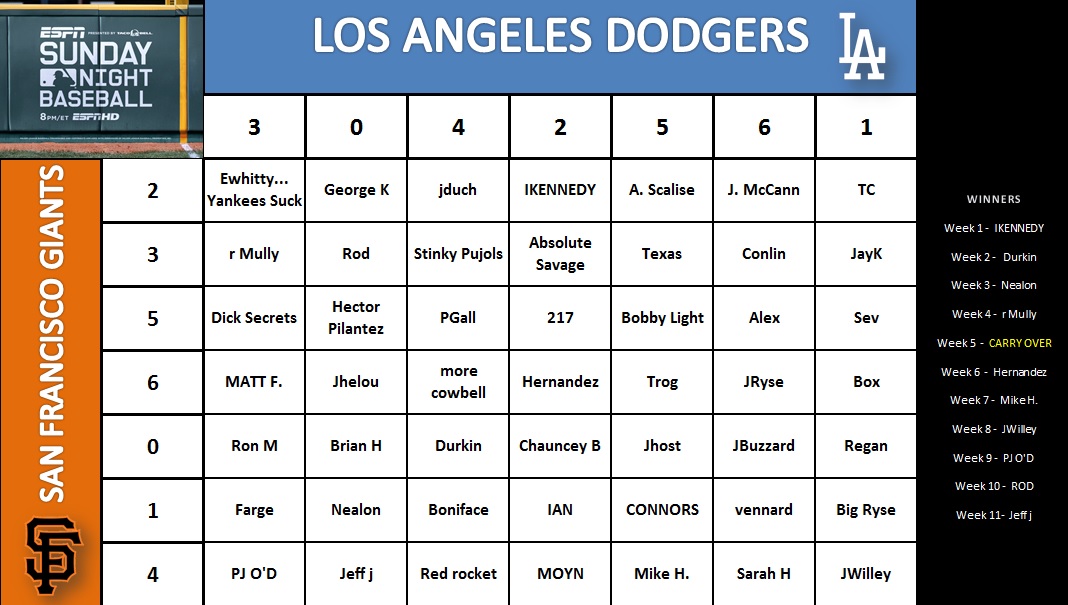 ESPN PRESENTED BY TACO BELL
SUNDAY
NIGHT
BASEBALL
8PM/ET ESPN HD
LOS ANGELES DODGERS
LA
3 0 4 2 5 6 1
SAN FRANCISCO GIANTS
SF
2 Ewhitty... Yankees Suck George K jduch IKENNEDY A. Scalise J. McCann TC
3 r Mully Rod Stinky Pujols Absolute Savage Texas Conlin JayK
5 Dick Secrets Hector Pilantez PGall 217 Bobby Light Alex Sev
6 MATT F. Jhelou more cowbell Hernandez Trog JRyse Box
0 Ron M Brian H Durkin Chauncey B Jhost JBuzzard Regan
1 Farge Nealon Boniface IAN CONNORS vennard Big Ryse
4 PJ O'D Jeff j Red rocket MOYN Mike H. Sarah H JWilley
WINNERS
Week 1 - IKENNEDY
Week 2 - Durkin
Week 3 - Nealon
Week 4 - r Mully
Week 5 - CARRY OVER
Week 6 - Hernandez
Week 7 - Mike H.
Week 8 - JWilley
Week 9 - PJ O'D
Week 10 - ROD
Week 11- Jeff j